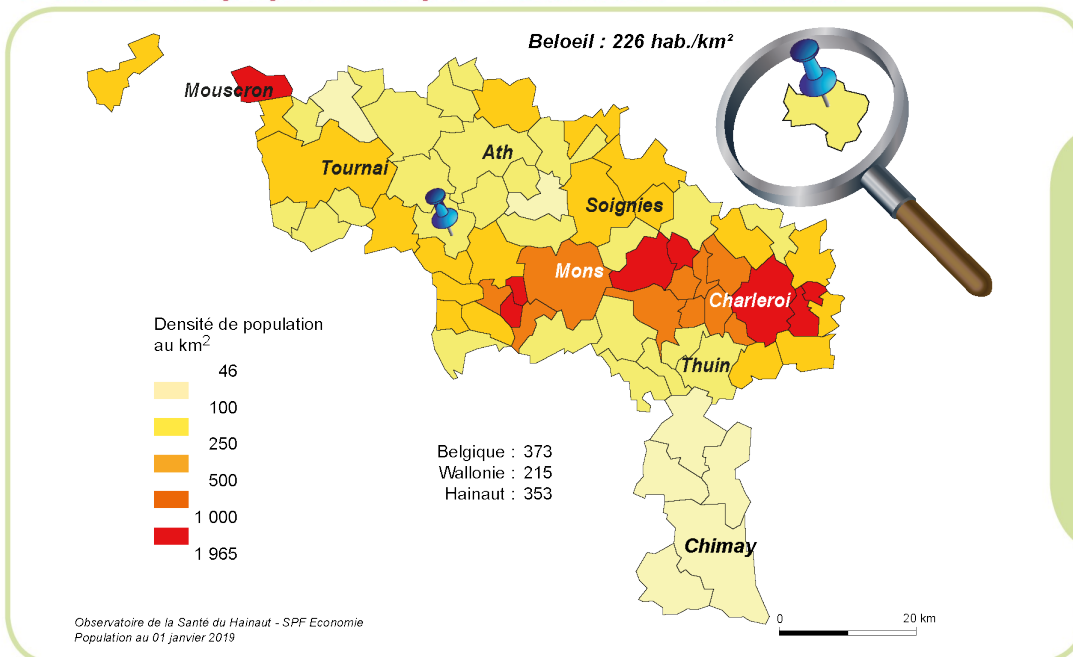 Beloeil : 226 hab./km²
Mouscron
Ath
Tournai
Soignies
Mons
Charleroi
Densité de population
au km2
Thuin
46
100
250
500
1 000
1 965
Belgique : 373
Wallonie : 215
Hainaut : 353
Chimay
Observatoire de la Santé du Hainaut - SPF Economie
Population au 01 janvier 2019
0 20 km